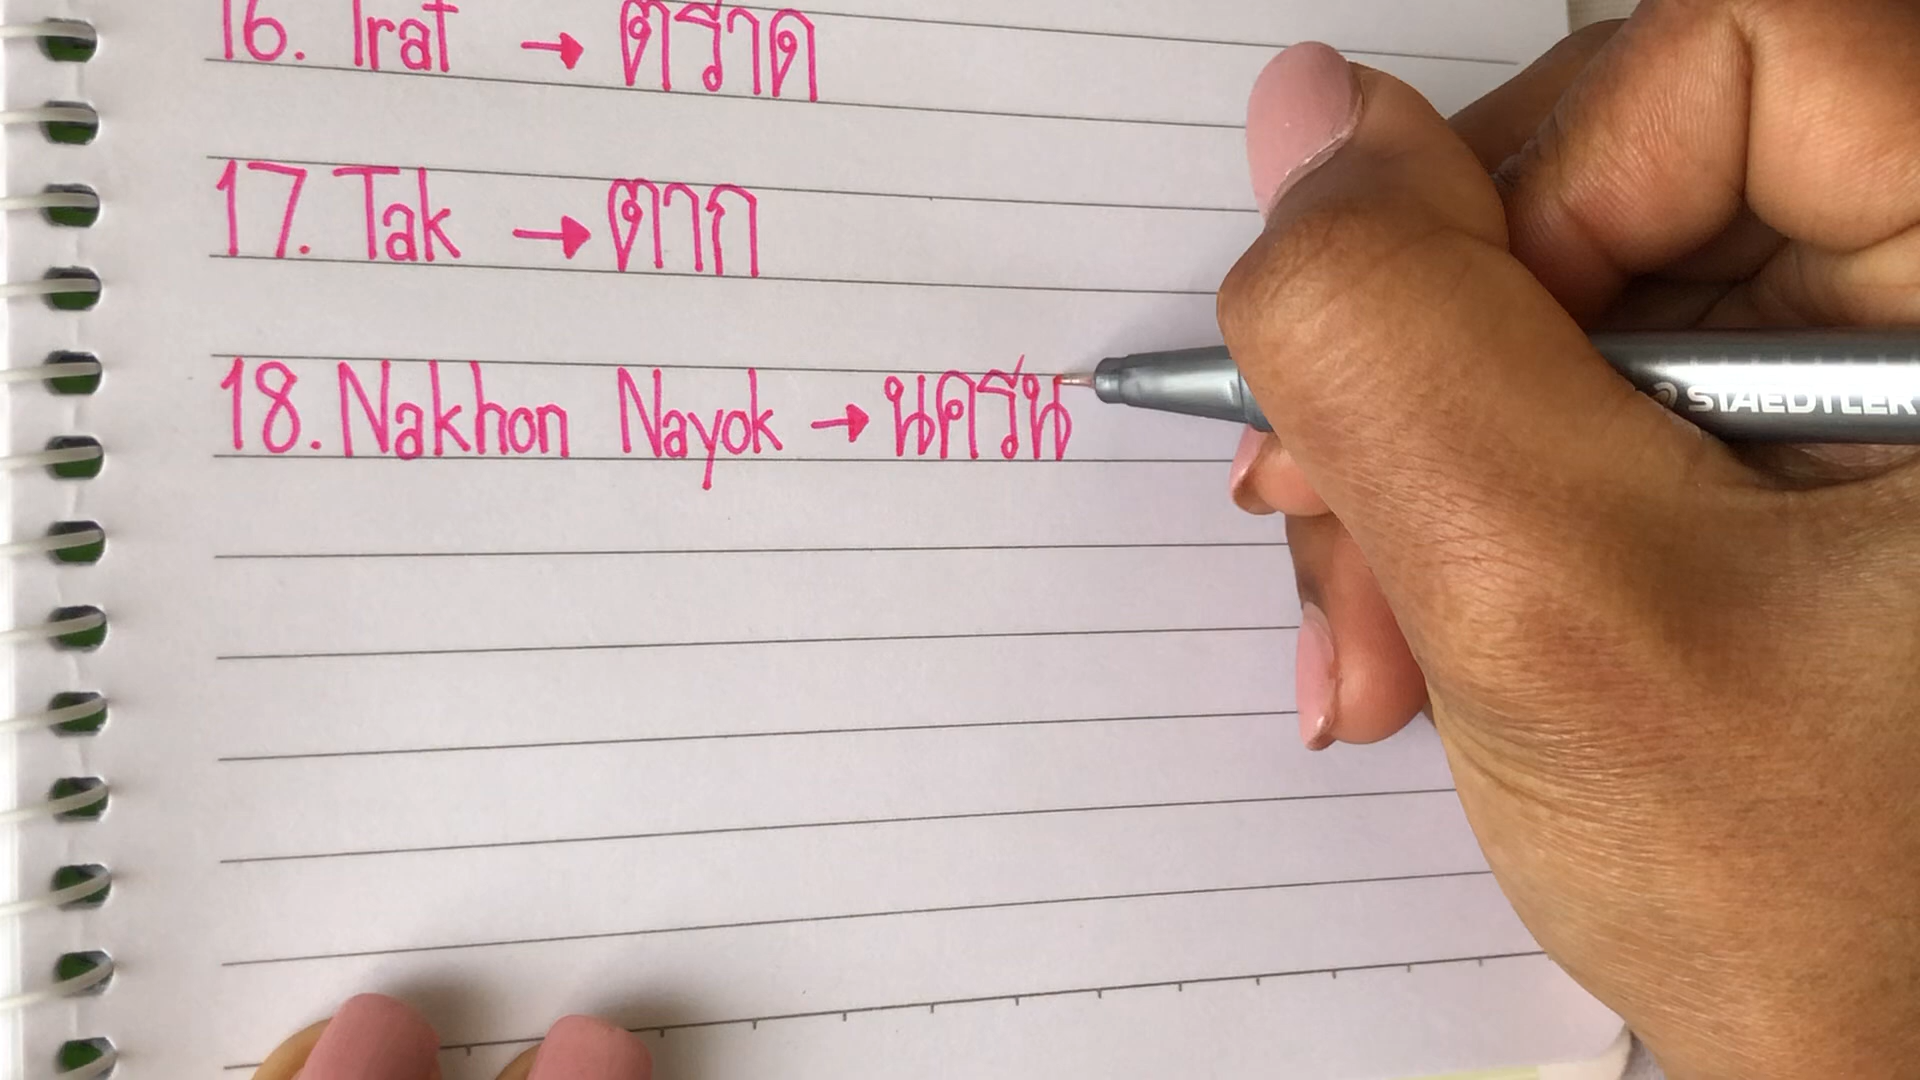 16. Trat → ตราด
17. Tak → ตาก
18. Nakhon Nayok → นครน
STAEDTLER